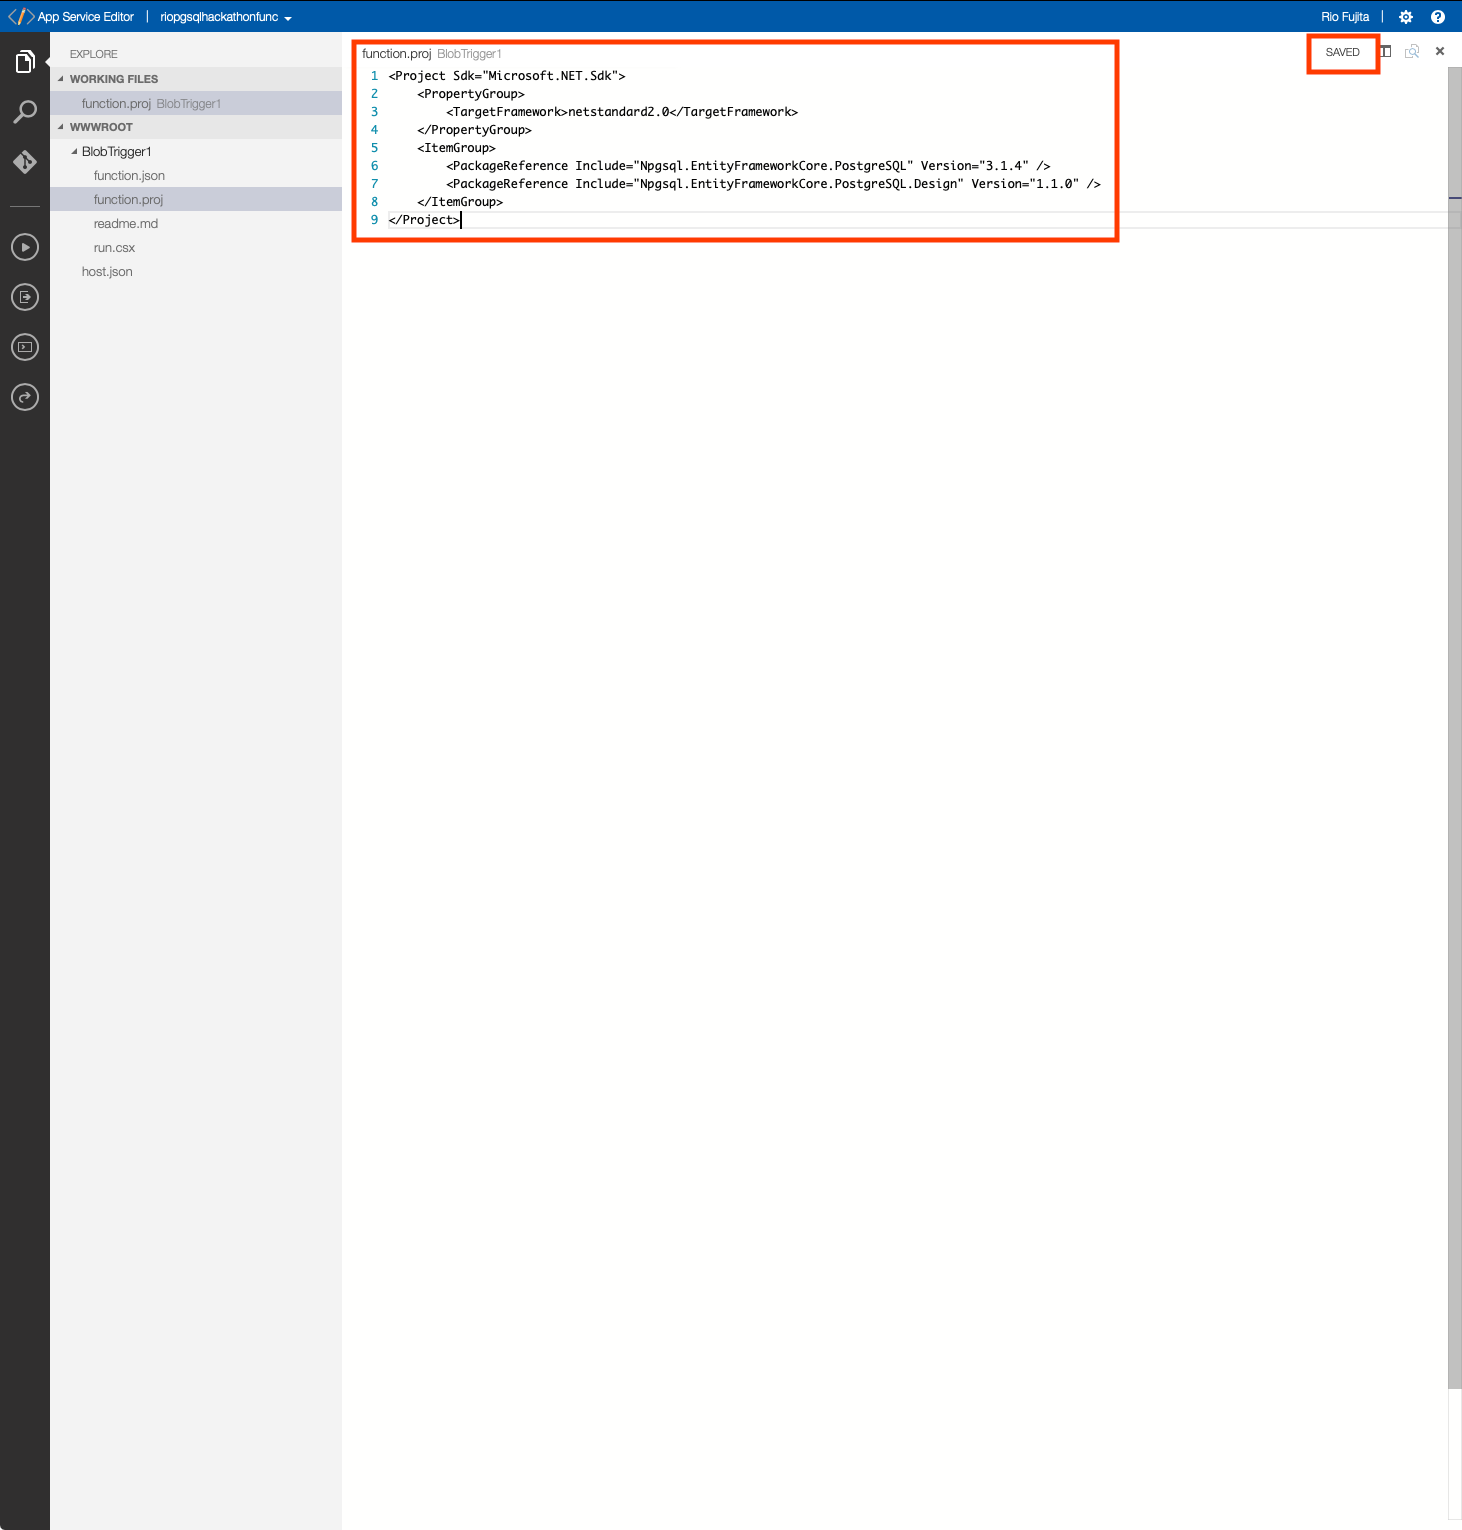 App Service Editor | riopgsqlhackathonfunc
Rio Fujita |
EXPLORE
WORKING FILES
function.proj BlobTrigger1
WWWROOT
BlobTrigger1
function.json
function.proj
readme.md
run.csx
host.json
function.proj BlobTrigger1
SAVED
1 <Project Sdk="Microsoft.NET.Sdk">
2     <PropertyGroup>
3         <TargetFramework>netstandard2.0</TargetFramework>
4     </PropertyGroup>
5     <ItemGroup>
6         <PackageReference Include="Npgsql.EntityFrameworkCore.PostgreSQL" Version="3.1.4" />
7         <PackageReference Include="Npgsql.EntityFrameworkCore.PostgreSQL.Design" Version="1.1.0" />
8     </ItemGroup>
9 </Project>